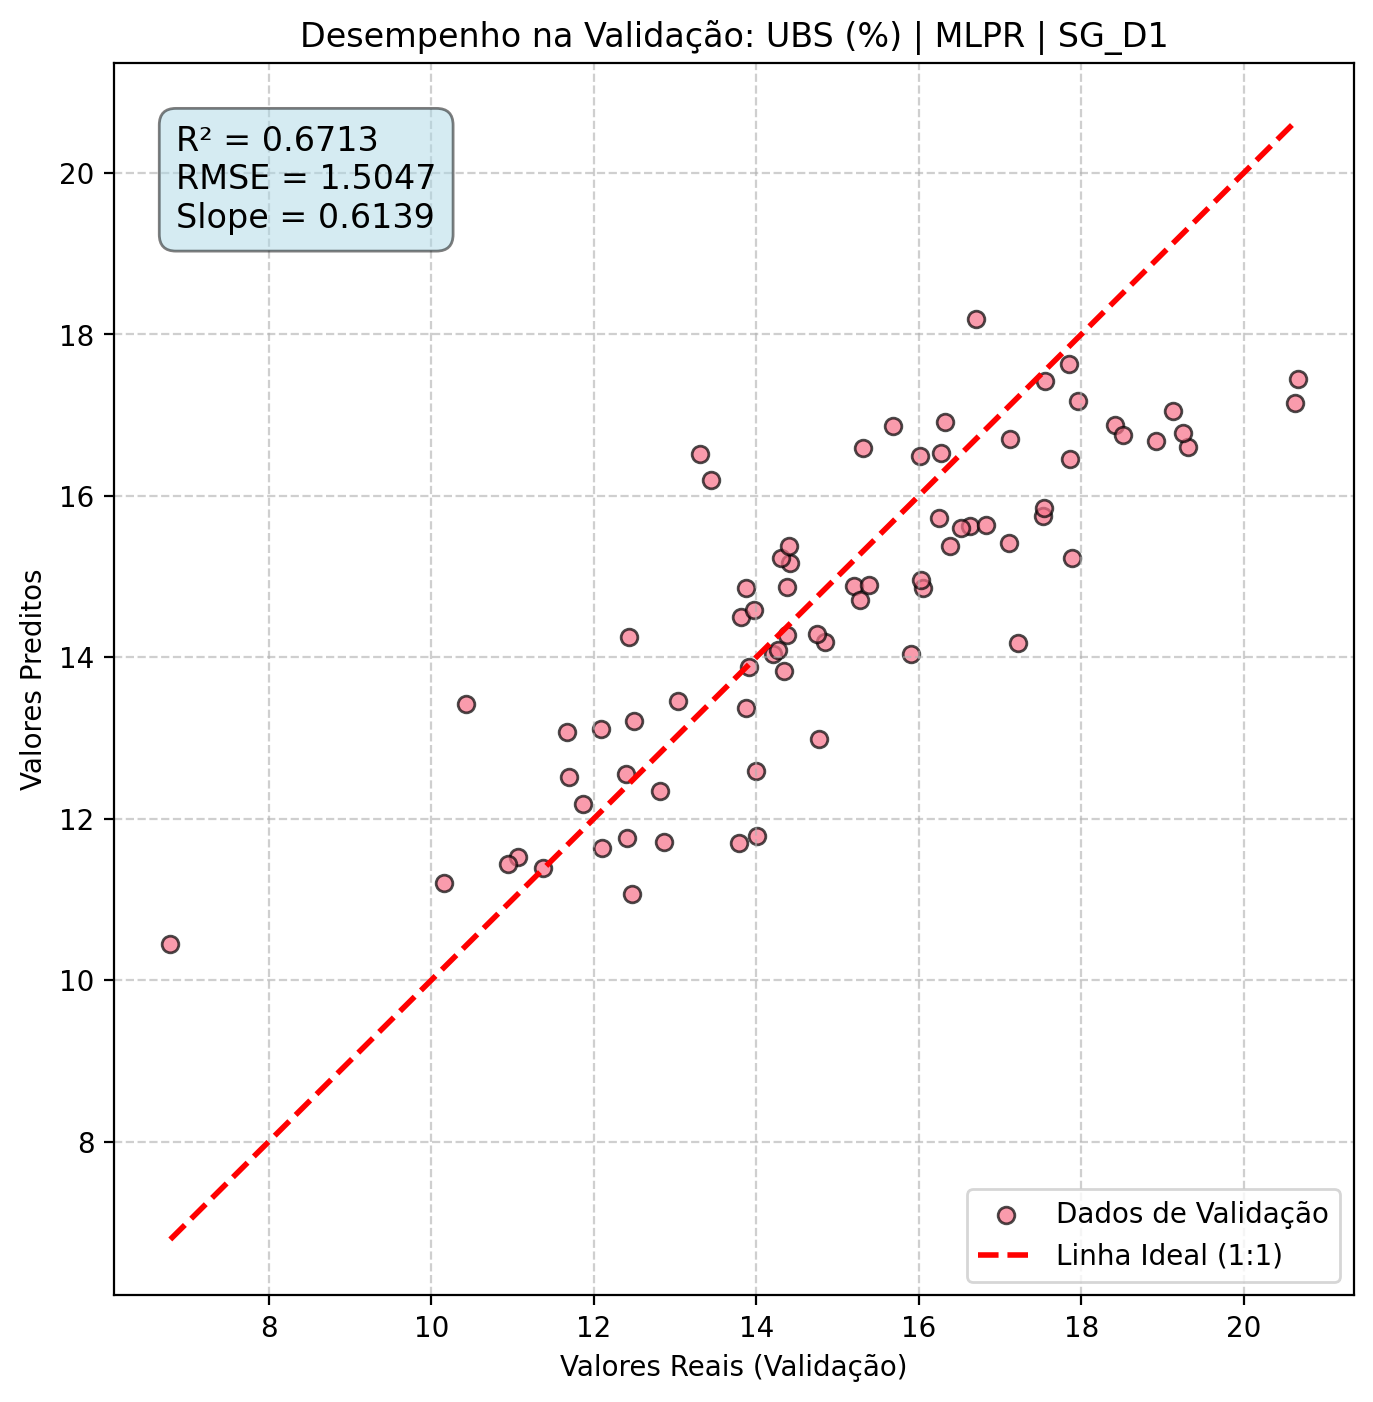 Desempenho na Validação: UBS (%) | MLPR | SG_D1
R² = 0.6713
RMSE = 1.5047
Slope = 0.6139
20
18
16
14
12
10
8
Valores Preditos
Dados de Validação
Linha Ideal (1:1)
8 10 12 14 16 18 20
Valores Reais (Validação)